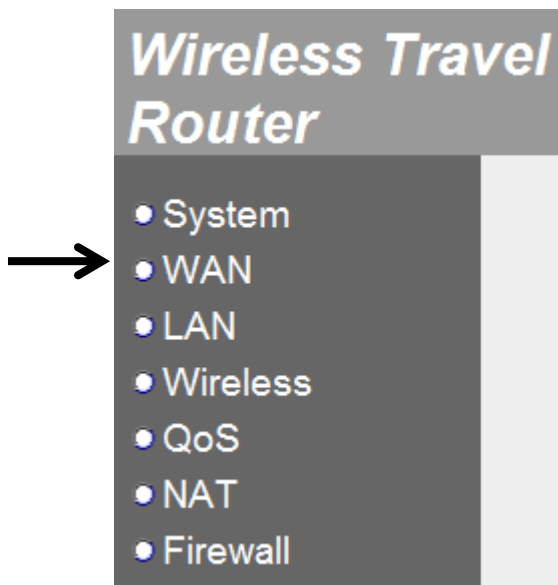 Wireless Travel
Router
System
WAN
LAN
Wireless
QoS
NAT
Firewall